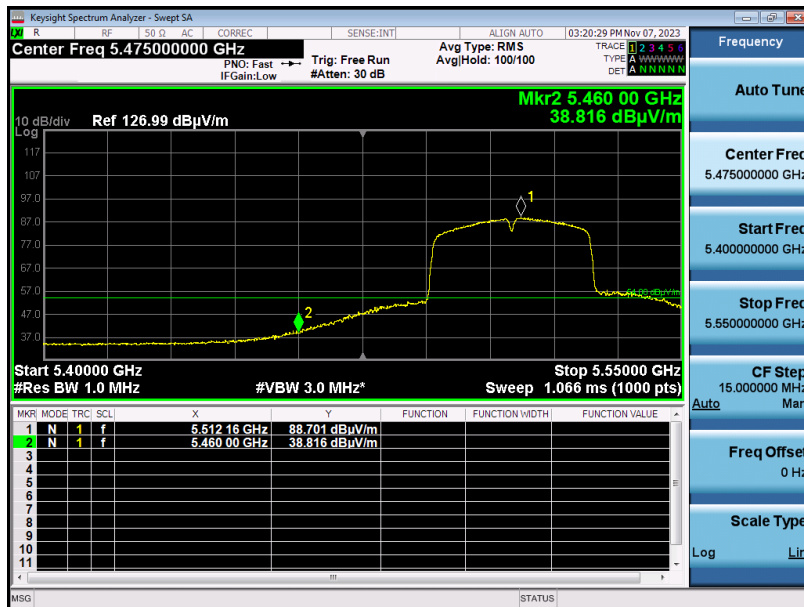 Keysight Spectrum Analyzer - Swept SA
LXI R RF 50 Ω AC CORREC SENSE:INT ALIGN AUTO 03:20:29 PM Nov 07, 2023
Center Freq 5.475000000 GHz
PNO: Fast
IFGain:Low
Trig: Free Run
#Atten: 30 dB
Avg Type: RMS
Avg|Hold: 100/100
TRACE 1 2 3 4 5 6
TYPE A WWWWW
DET A N N N N N
Mkr2 5.460 00 GHz
38.816 dBµV/m
10 dB/div Ref 126.99 dBµV/m
Log
117
107
97.0
87.0
77.0
67.0
57.0
47.0
37.0
1
2
Start 5.40000 GHz Stop 5.55000 GHz
#Res BW 1.0 MHz #VBW 3.0 MHz* Sweep 1.066 ms (1000 pts)
MKR MODE TRC SCL X Y FUNCTION FUNCTION WIDTH FUNCTION VALUE
1 N 1 f 5.512 16 GHz 88.701 dBµV/m
2 N 1 f 5.460 00 GHz 38.816 dBµV/m
3
4
5
6
7
8
9
10
11
MSG STATUS
Frequency
Auto Tune
Center Freq
5.475000000 GHz
Start Freq
5.400000000 GHz
Stop Freq
5.550000000 GHz
CF Step
15.000000 MHz
Auto Man
Freq Offset
0 Hz
Scale Type
Log Lin